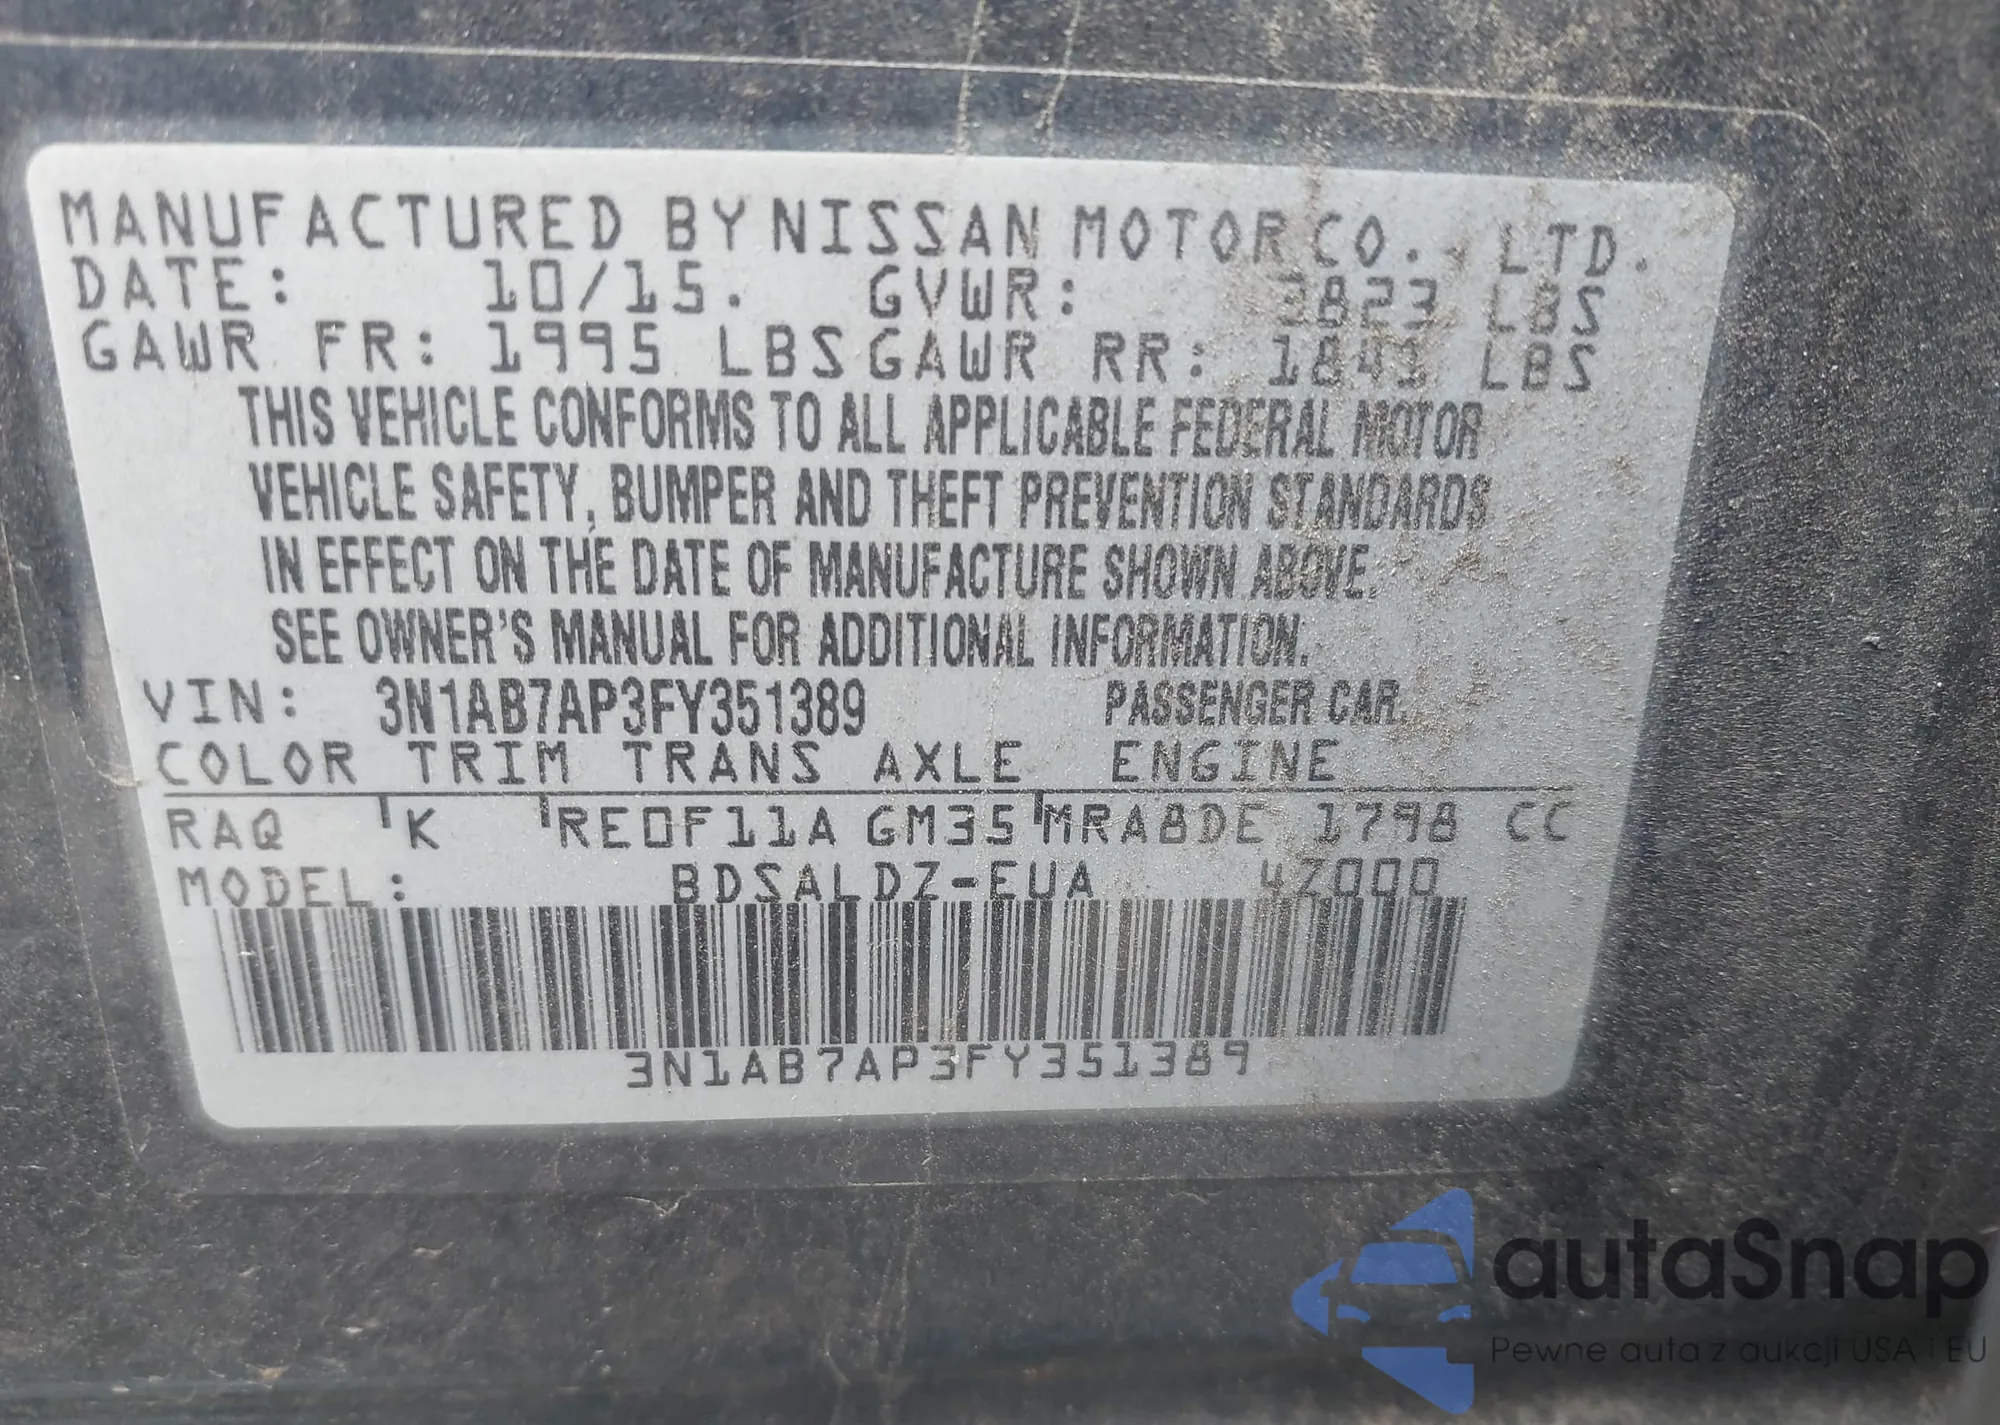 MANUFACTURED BY NISSAN MOTOR CO., LTD.
DATE: 10/15. GVWR: 3823 LBS
GAWR FR: 1995 LBS GAWR RR: 1841 LBS
THIS VEHICLE CONFORMS TO ALL APPLICABLE FEDERAL MOTOR
VEHICLE SAFETY, BUMPER AND THEFT PREVENTION STANDARDS
IN EFFECT ON THE DATE OF MANUFACTURE SHOWN ABOVE.
SEE OWNER'S MANUAL FOR ADDITIONAL INFORMATION.
VIN: 3N1AB7AP3FY351389 PASSENGER CAR.
COLOR TRIM TRANS AXLE ENGINE
RAQ K RE0F11A GM35 MRA8DE 1798 CC
MODEL: BDSALDZ-EUA 4Z000
3N1AB7AP3FY351389
autaSnap
Pewne auta z aukcji USA i EU